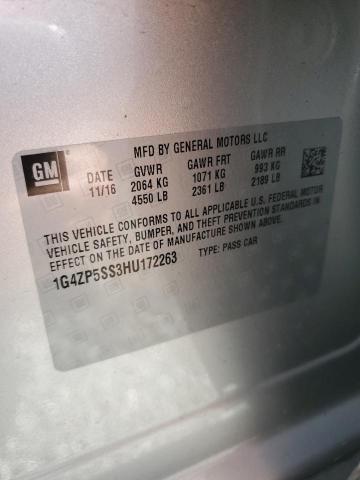 GM
MFD BY GENERAL MOTORS LLC
DATE GVWR GAWR FRT GAWR RR
11/16 2064 KG 1071 KG 993 KG
4550 LB 2361 LB 2189 LB
THIS VEHICLE CONFORMS TO ALL APPLICABLE U.S. FEDERAL MOTOR
VEHICLE SAFETY, BUMPER, AND THEFT PREVENTION STANDARDS IN
EFFECT ON THE DATE OF MANUFACTURE SHOWN ABOVE.
1G4ZP5SS3HU172263 TYPE: PASS CAR